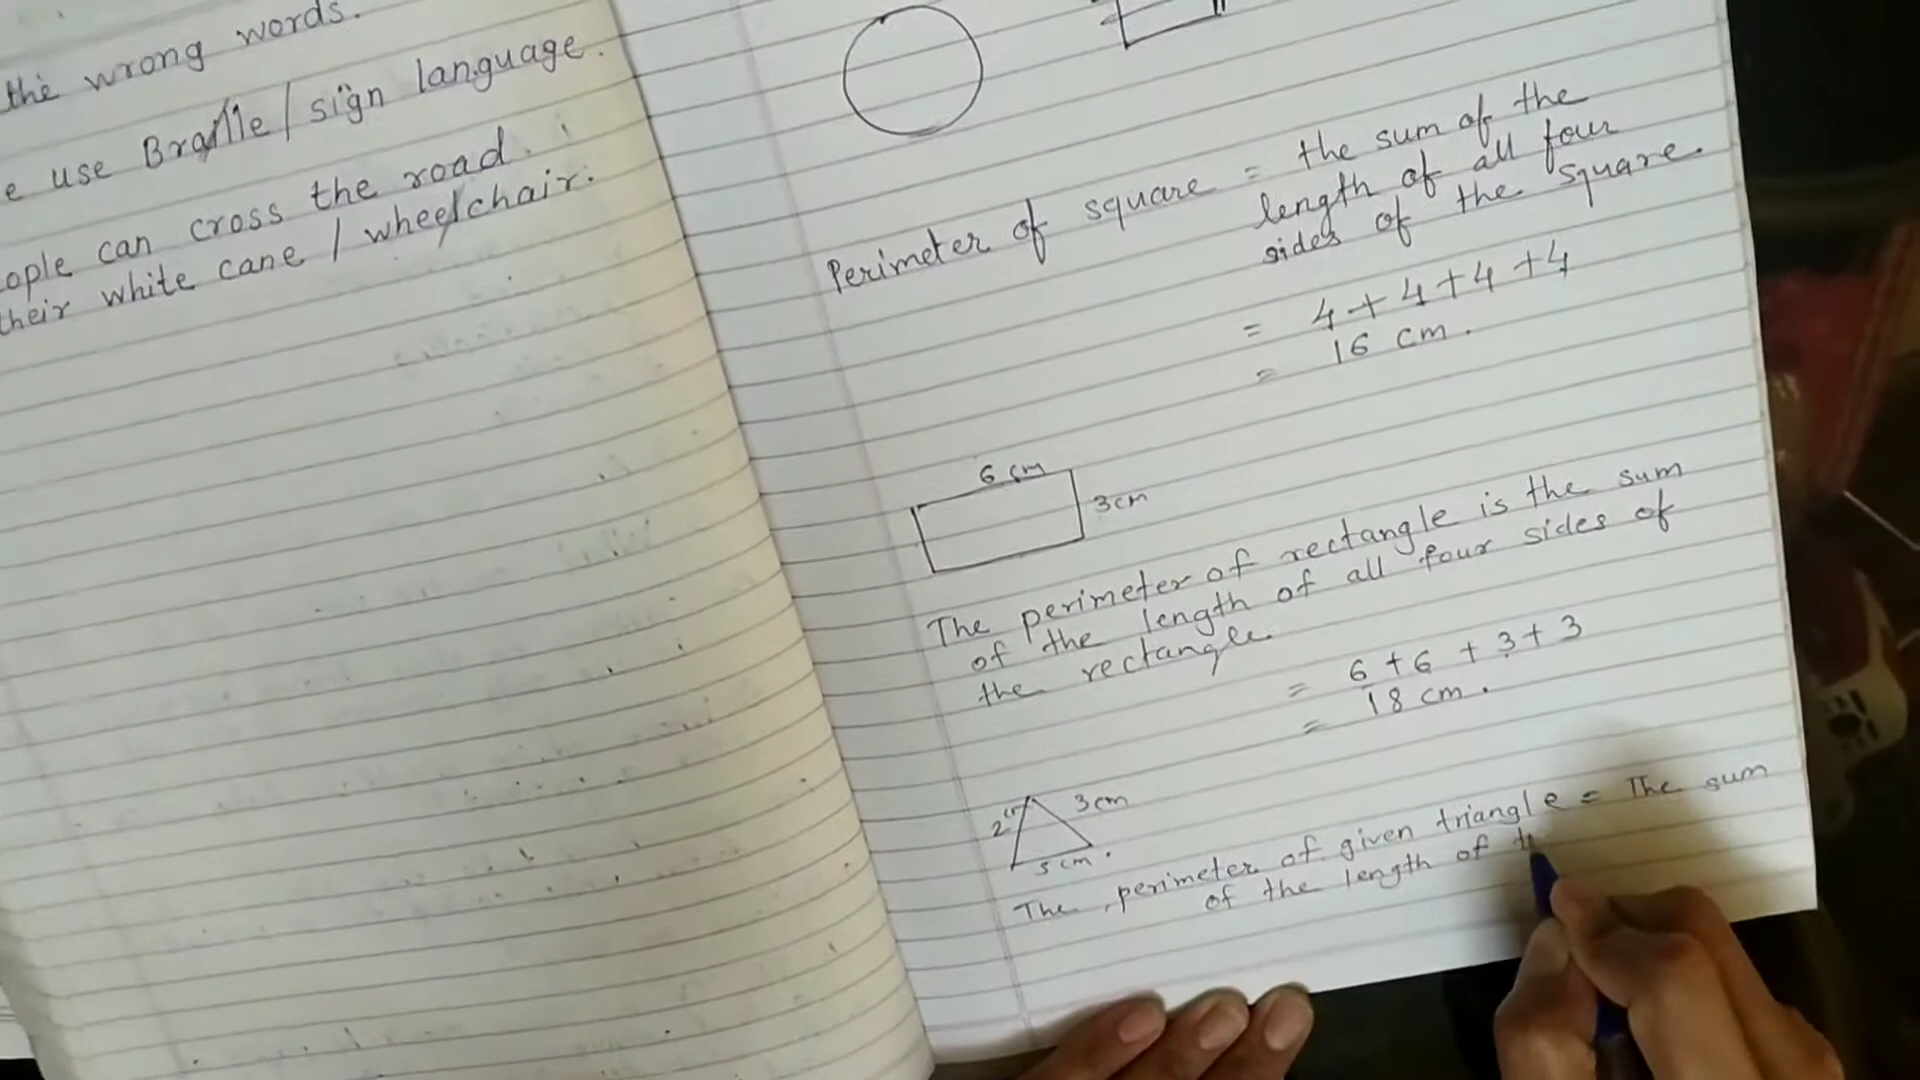 the wrong words.
e use Braille / sign language.
ople can cross the road.
their white cane / wheelchair.
Perimeter of square = the sum of the
length of all four
sides of the square.
= 4 + 4 + 4 + 4
= 16 cm.
6 cm
3 cm
The perimeter of rectangle is the sum
of the length of all four sides of
the rectangle
= 6 + 6 + 3 + 3
= 18 cm.
2 cm
3 cm
5 cm.
The perimeter of given triangle = The sum
of the length of t